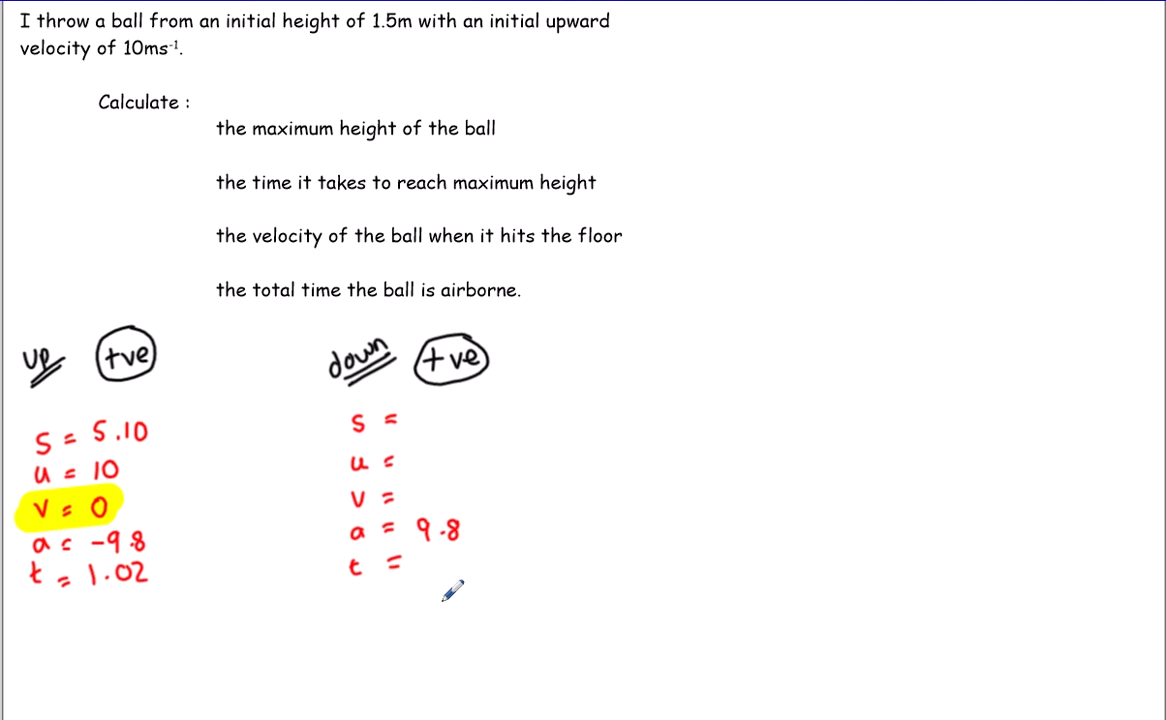 I throw a ball from an initial height of 1.5m with an initial upward
velocity of 10ms⁻¹.
Calculate :
the maximum height of the ball
the time it takes to reach maximum height
the velocity of the ball when it hits the floor
the total time the ball is airborne.
up +ve
down +ve
s = 5.10
u = 10
v = 0
a = -9.8
t = 1.02
s =
u =
v =
a = 9.8
t =